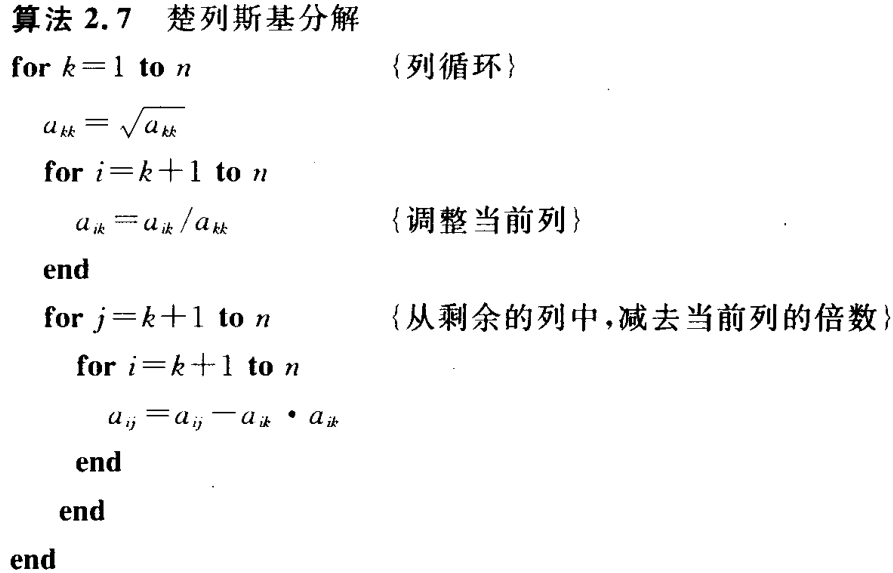 算法 2.7 楚列斯基分解
for k=1 to n {列循环}
a_{kk}=\sqrt{a_{kk}}
for i=k+1 to n
a_{ik}=a_{ik}/a_{kk} {调整当前列}
end
for j=k+1 to n {从剩余的列中,减去当前列的倍数}
for i=k+1 to n
a_{ij}=a_{ij}-a_{ik}•a_{ik}
end
end
end